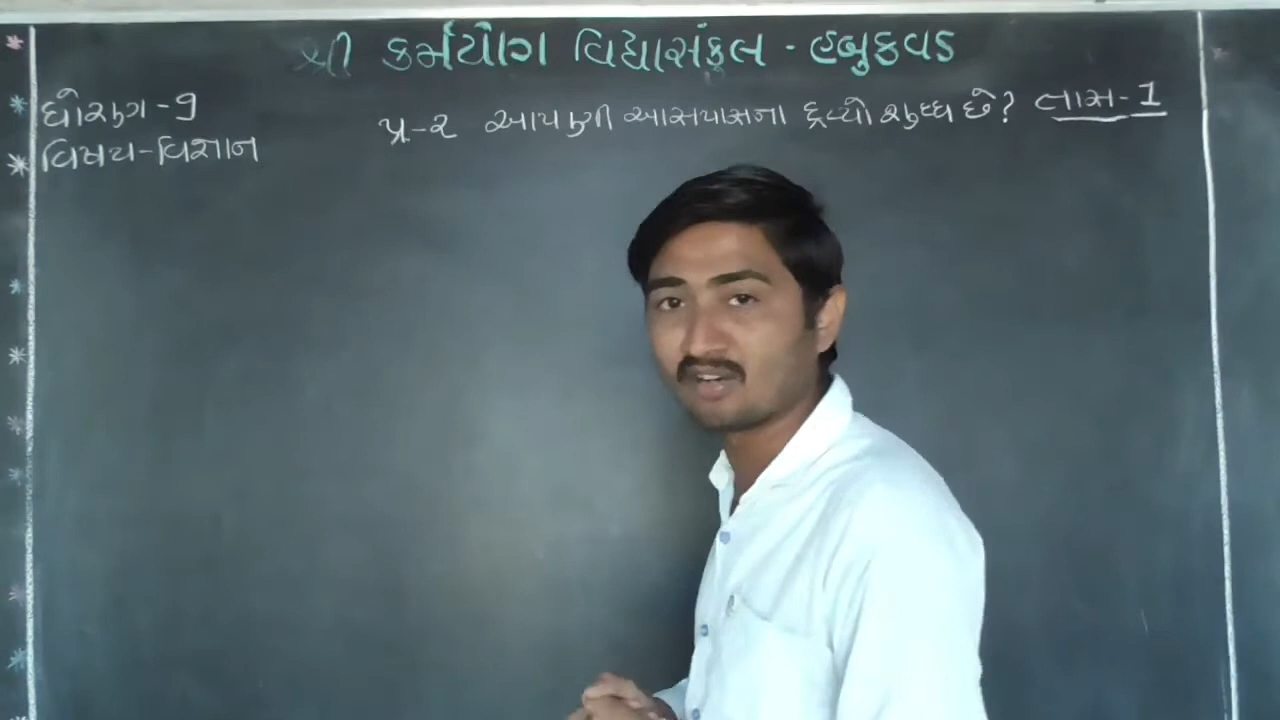 શ્રી કર્મયોગ વિદ્યાસંકુલ - હબુકવડ
ધોરણ - 9
પ્ર-૨ આપણી આસપાસના દ્રવ્યો શુદ્ધ છે? તાસ-1
વિષય-વિજ્ઞાન